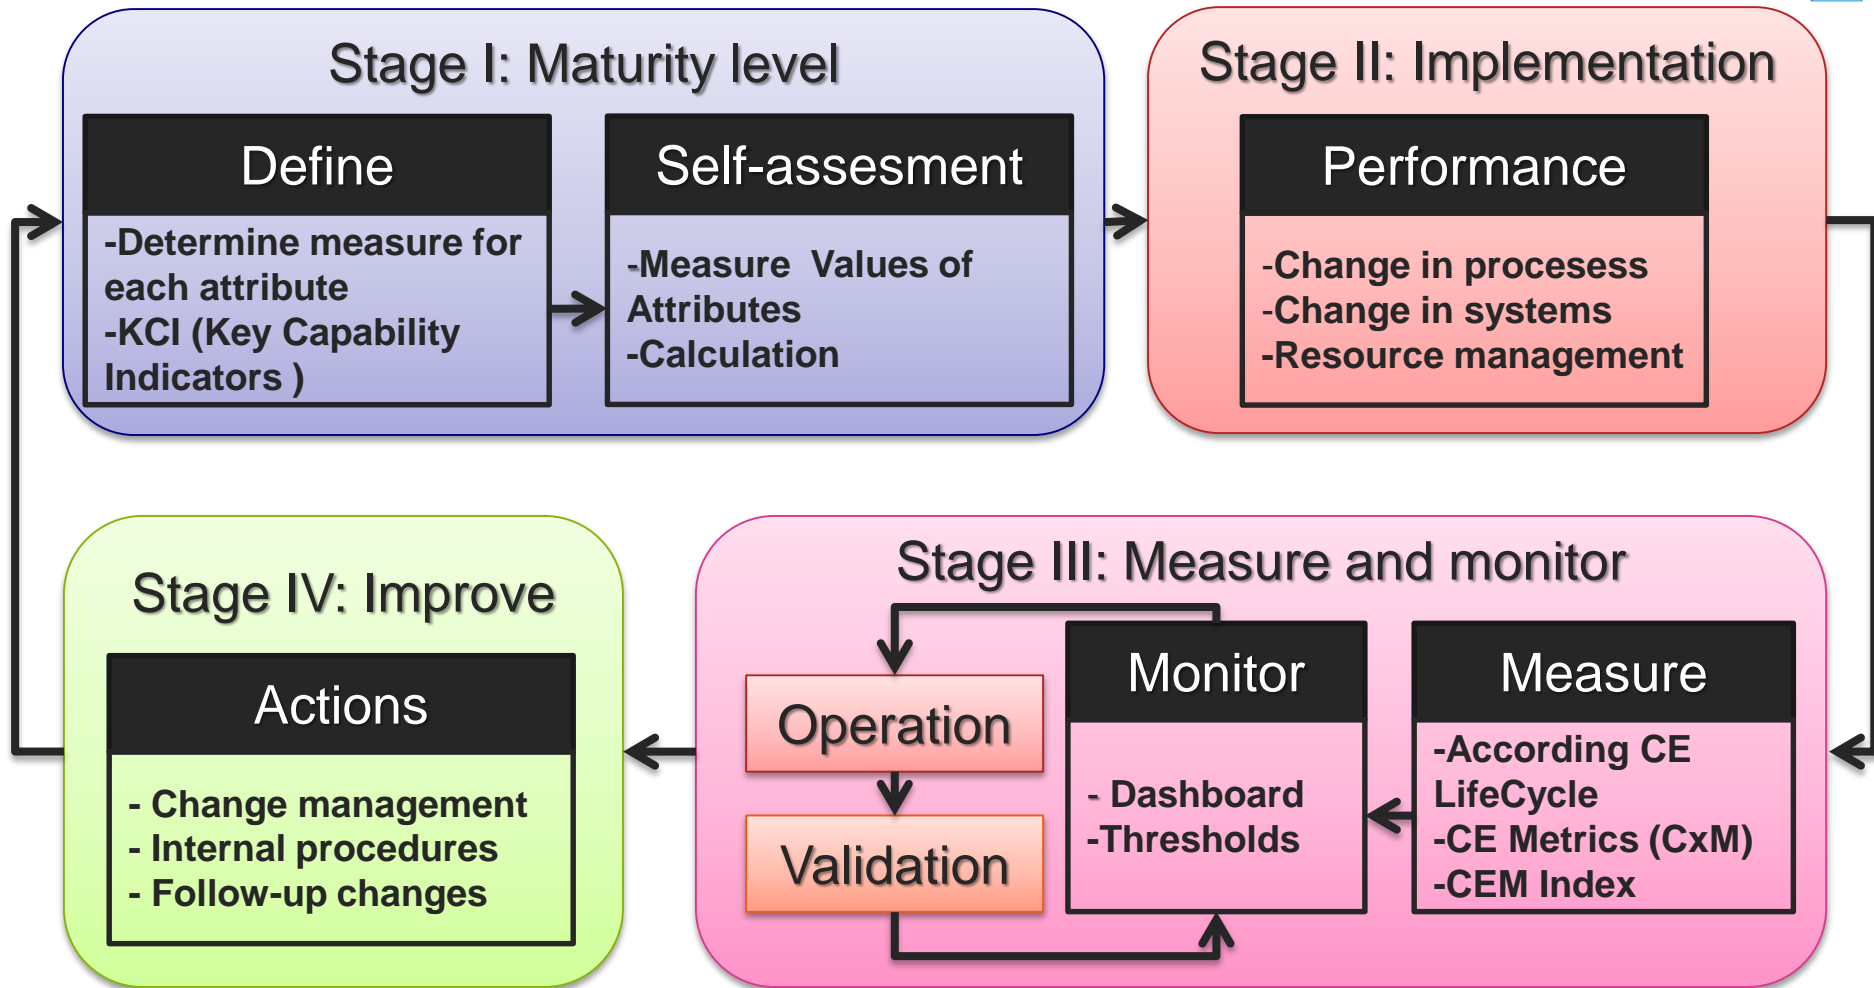 Stage I: Maturity level
Define
-Determine measure for
each attribute
-KCI (Key Capability
Indicators )
Self-assesment
-Measure  Values of
Attributes
-Calculation
Stage II: Implementation
Performance
-Change in procesess
-Change in systems
-Resource management
Stage III: Measure and monitor
Measure
-According CE
LifeCycle
-CE Metrics (CxM)
-CEM Index
Monitor
- Dashboard
-Thresholds
Operation
Validation
Stage IV: Improve
Actions
- Change management
- Internal procedures
- Follow-up changes